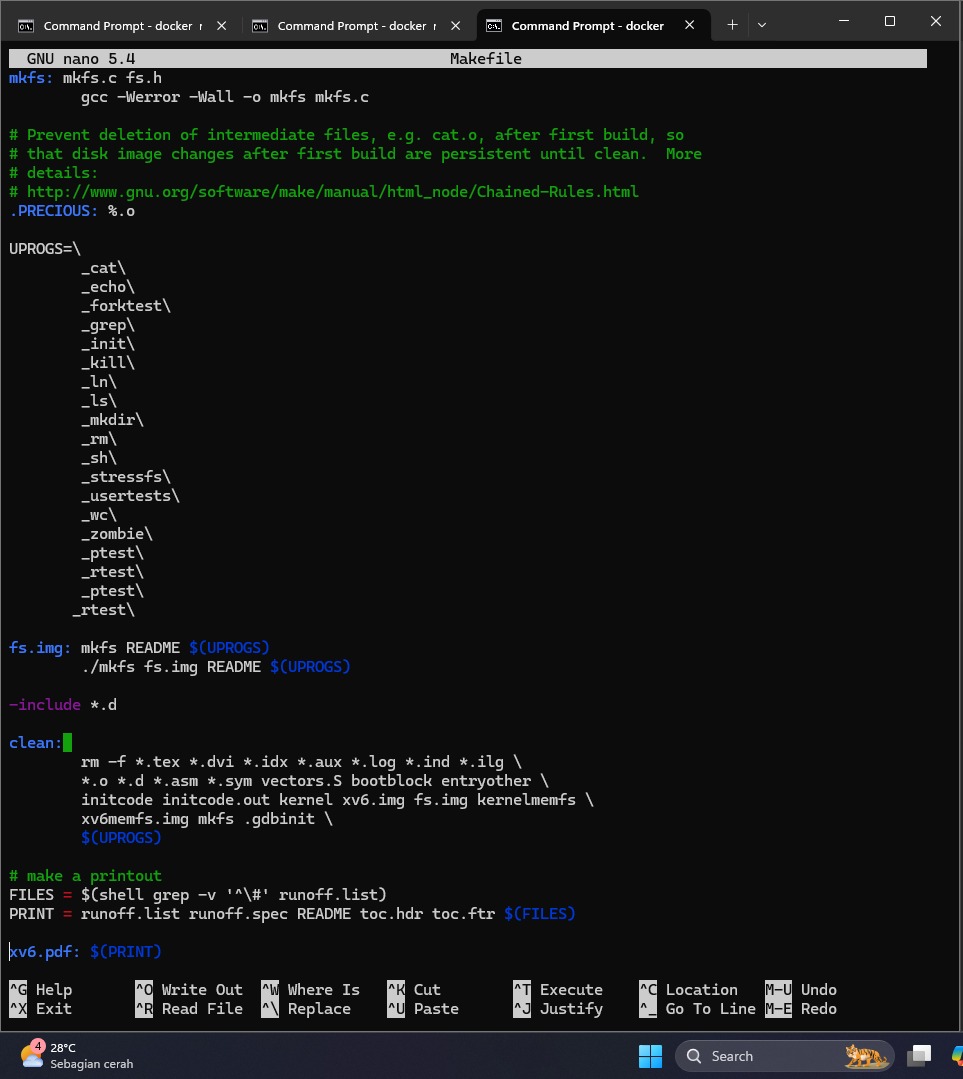 Command Prompt - docker r
Command Prompt - docker r
Command Prompt - docker
GNU nano 5.4 Makefile
mkfs: mkfs.c fs.h
gcc -Werror -Wall -o mkfs mkfs.c
# Prevent deletion of intermediate files, e.g. cat.o, after first build, so
# that disk image changes after first build are persistent until clean.  More
# details:
# http://www.gnu.org/software/make/manual/html_node/Chained-Rules.html
.PRECIOUS: %.o
UPROGS=\
_cat\
_echo\
_forktest\
_grep\
_init\
_kill\
_ln\
_ls\
_mkdir\
_rm\
_sh\
_stressfs\
_usertests\
_wc\
_zombie\
_ptest\
_rtest\
_ptest\
_rtest\
fs.img: mkfs README $(UPROGS)
./mkfs fs.img README $(UPROGS)
-include *.d
clean:
rm -f *.tex *.dvi *.idx *.aux *.log *.ind *.ilg \
*.o *.d *.asm *.sym vectors.S bootblock entryother \
initcode initcode.out kernel xv6.img fs.img kernelmemfs \
xv6memfs.img mkfs .gdbinit \
$(UPROGS)
# make a printout
FILES = $(shell grep -v '^\#' runoff.list)
PRINT = runoff.list runoff.spec README toc.hdr toc.ftr $(FILES)
xv6.pdf: $(PRINT)
^G Help ^O Write Out ^W Where Is ^K Cut ^T Execute ^C Location M-U Undo
^X Exit ^R Read File ^\ Replace ^U Paste ^J Justify ^_ Go To Line M-E Redo
4
28°C
Sebagian cerah
Search